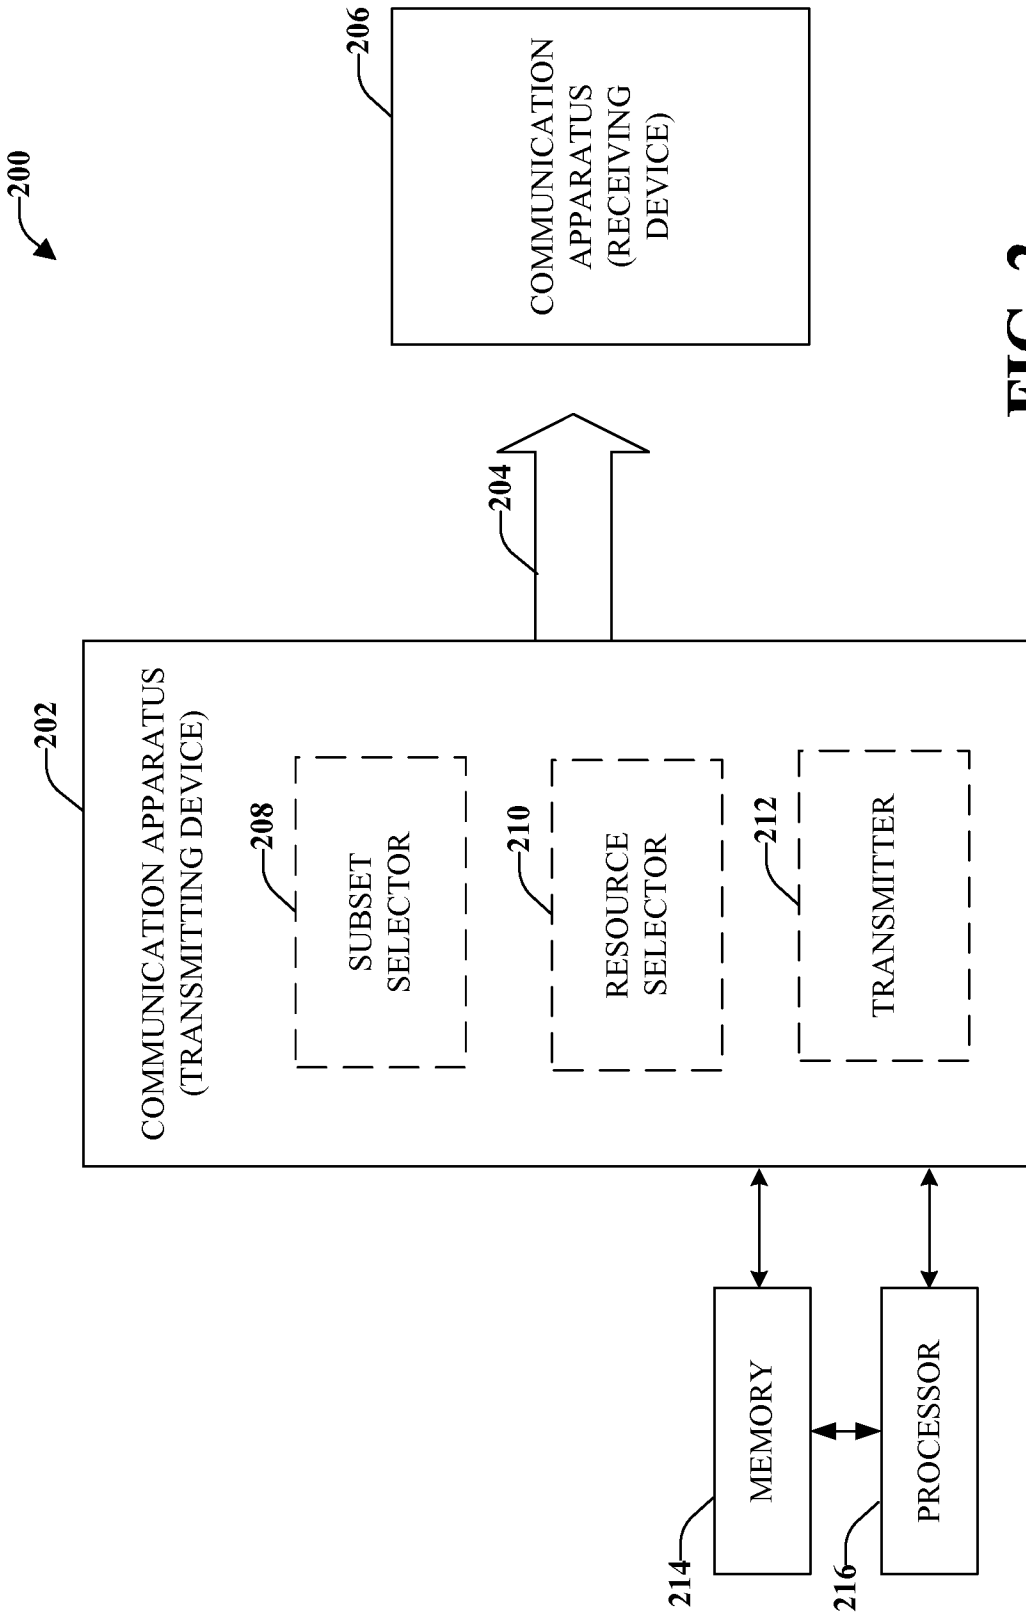 200
202
COMMUNICATION APPARATUS
(TRANSMITTING DEVICE)
208
SUBSET
SELECTOR
210
RESOURCE
SELECTOR
212
TRANSMITTER
204
206
COMMUNICATION
APPARATUS
(RECEIVING
DEVICE)
214
MEMORY
216
PROCESSOR